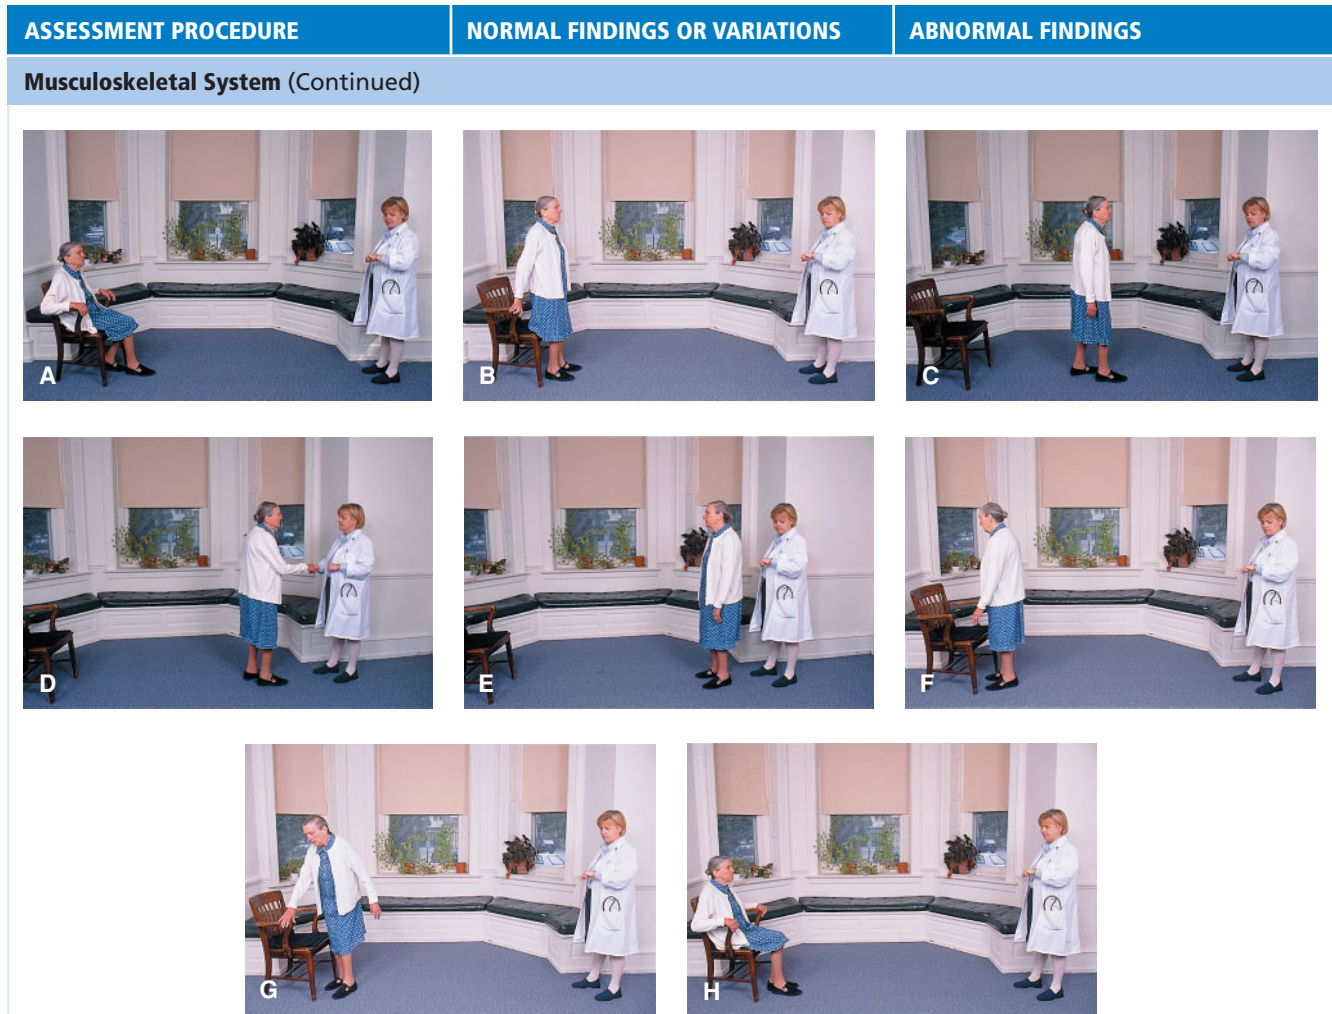 ASSESSMENT PROCEDURE
NORMAL FINDINGS OR VARIATIONS
ABNORMAL FINDINGS
Musculoskeletal System (Continued)
A
B
C
D
E
F
G
H